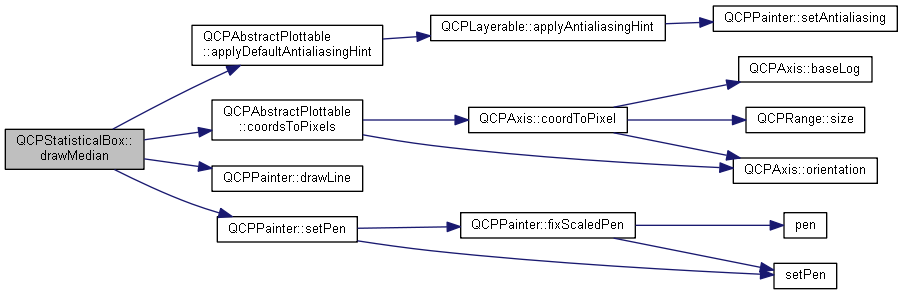 QCPStatisticalBox::
drawMedian
QCPAbstractPlottable
::applyDefaultAntialiasingHint
QCPLayerable::applyAntialiasingHint
QCPPainter::setAntialiasing
QCPAbstractPlottable
::coordsToPixels
QCPAxis::coordToPixel
QCPAxis::baseLog
QCPRange::size
QCPAxis::orientation
QCPPainter::drawLine
QCPPainter::setPen
QCPPainter::fixScaledPen
pen
setPen